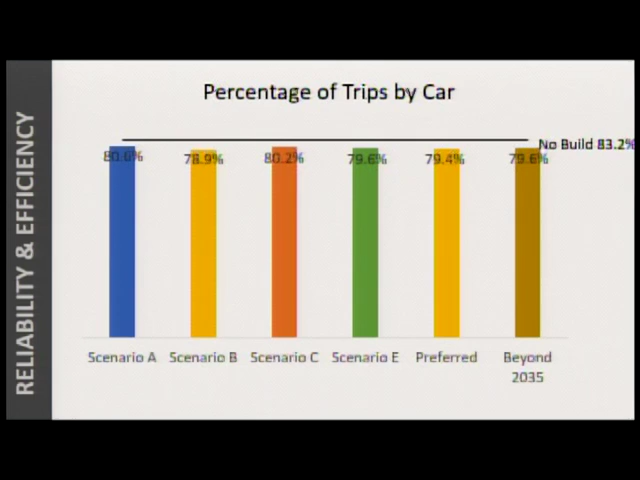 RELIABILITY & EFFICIENCY
Percentage of Trips by Car
No Build 83.2%
80.6%
78.9%
80.2%
79.6%
79.4%
79.6%
Scenario A
Scenario B
Scenario C
Scenario E
Preferred
Beyond
2035